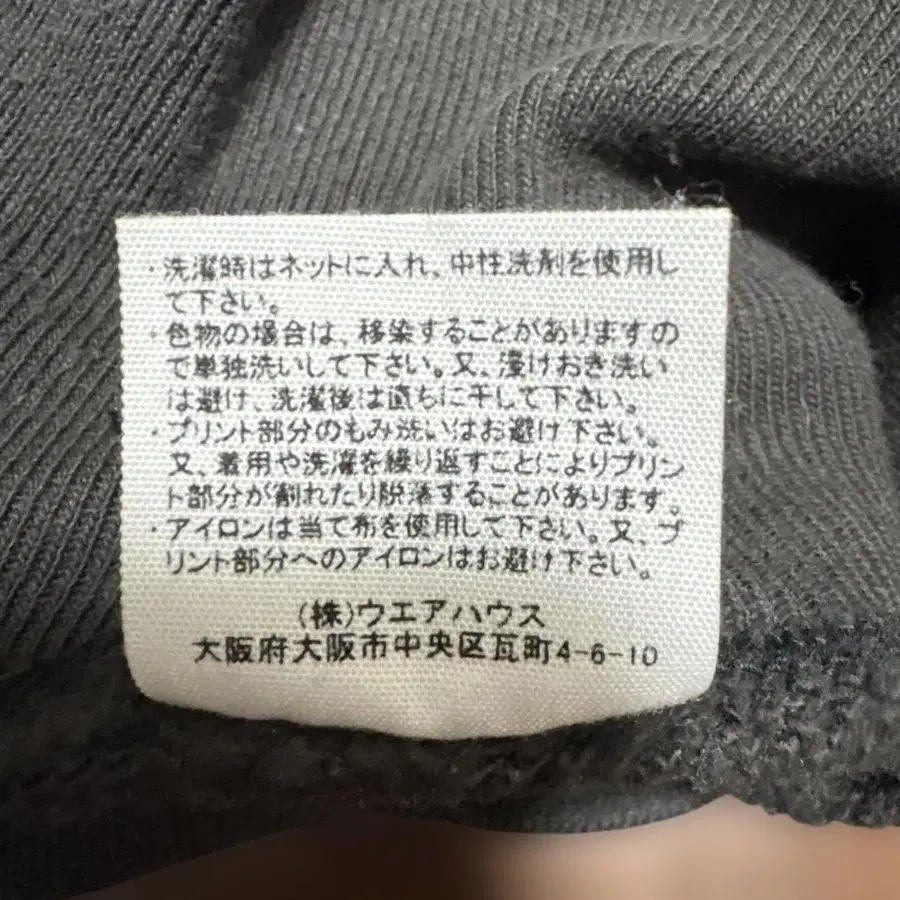 ・洗濯時はネットに入れ、中性洗剤を使用し
て下さい。
・色物の場合は、移染することがありますの
で単独洗いして下さい。又、浸けおき洗い
は避け、洗濯後は直ちに干して下さい。
・プリント部分のもみ洗いはお避け下さい。
又、着用や洗濯を繰り返すことによりプリン
ト部分が割れたり脱落することがあります。
・アイロンは当て布を使用して下さい。又、プ
リント部分へのアイロンはお避け下さい。
(株)ウエアハウス
大阪府大阪市中央区瓦町4-6-10